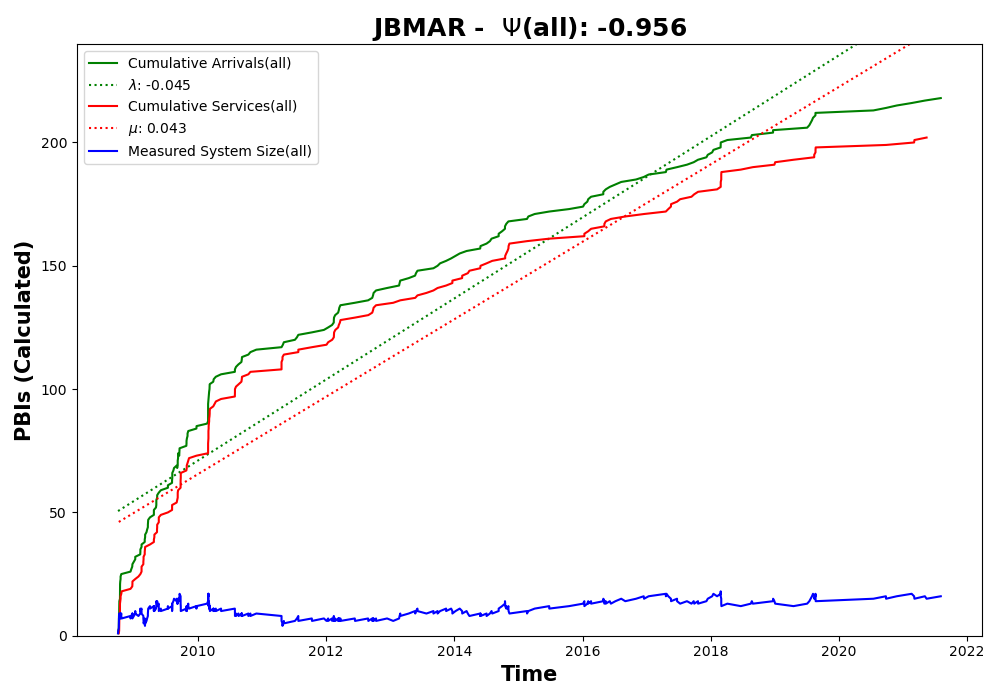 JBMAR - Ψ(all): -0.956
Cumulative Arrivals(all)
λ: -0.045
Cumulative Services(all)
μ: 0.043
Measured System Size(all)
PBIs (Calculated)
200
150
100
50
0
2010 2012 2014 2016 2018 2020 2022
Time